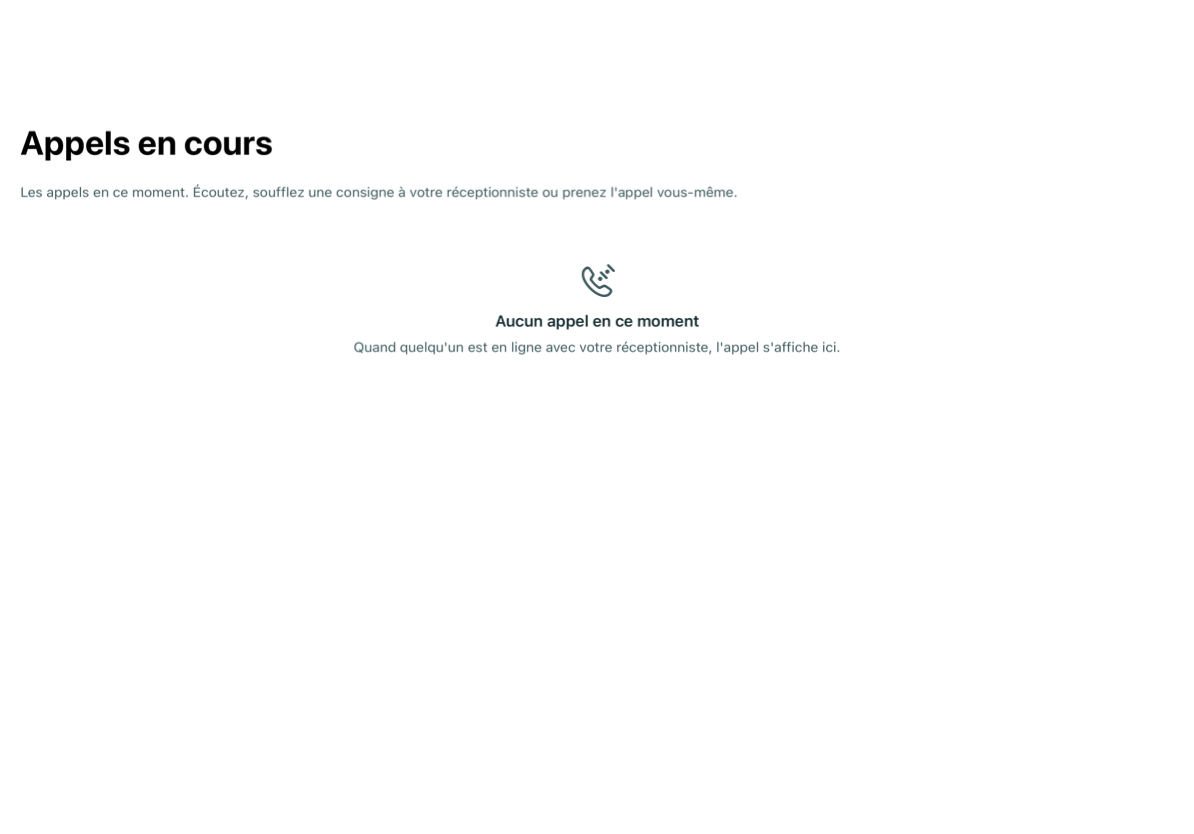 Appels en cours
Les appels en ce moment. Écoutez, soufflez une consigne à votre réceptionniste ou prenez l'appel vous-même.
Aucun appel en ce moment
Quand quelqu'un est en ligne avec votre réceptionniste, l'appel s'affiche ici.